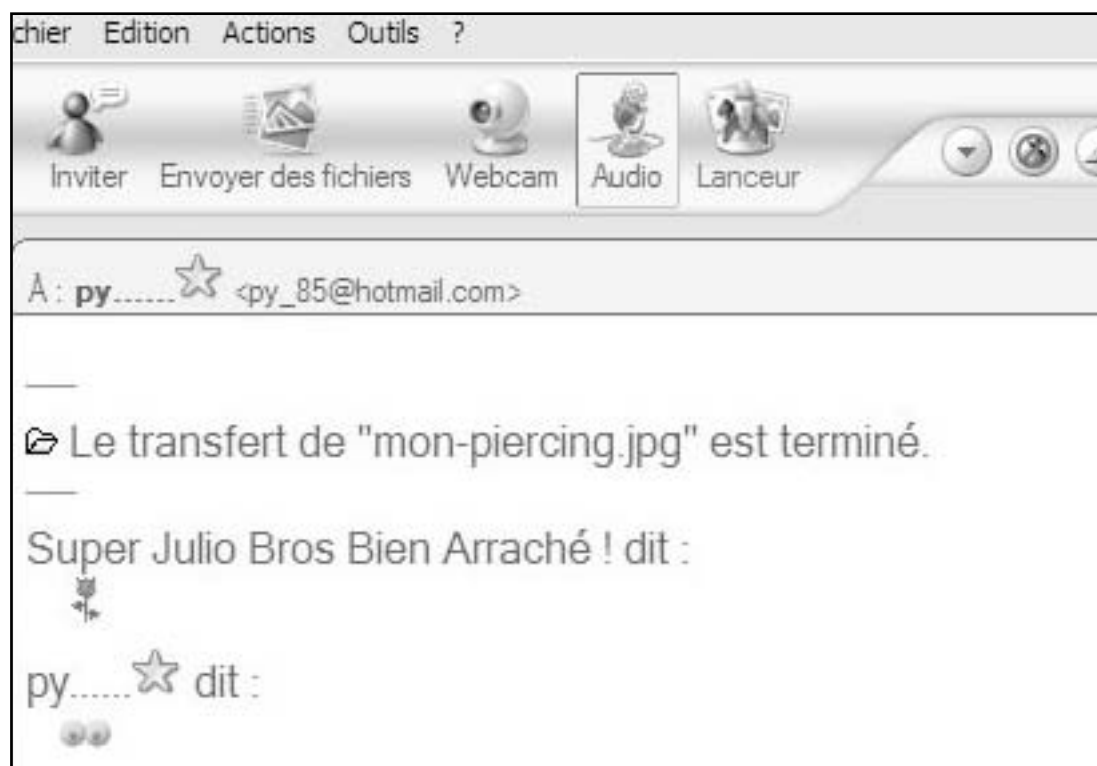 chier Edition Actions Outils ?
Inviter Envoyer des fichiers Webcam Audio Lanceur
À : py......☆ <py_85@hotmail.com>
Le transfert de "mon-piercing.jpg" est terminé.
Super Julio Bros Bien Arraché ! dit :
py......☆ dit :